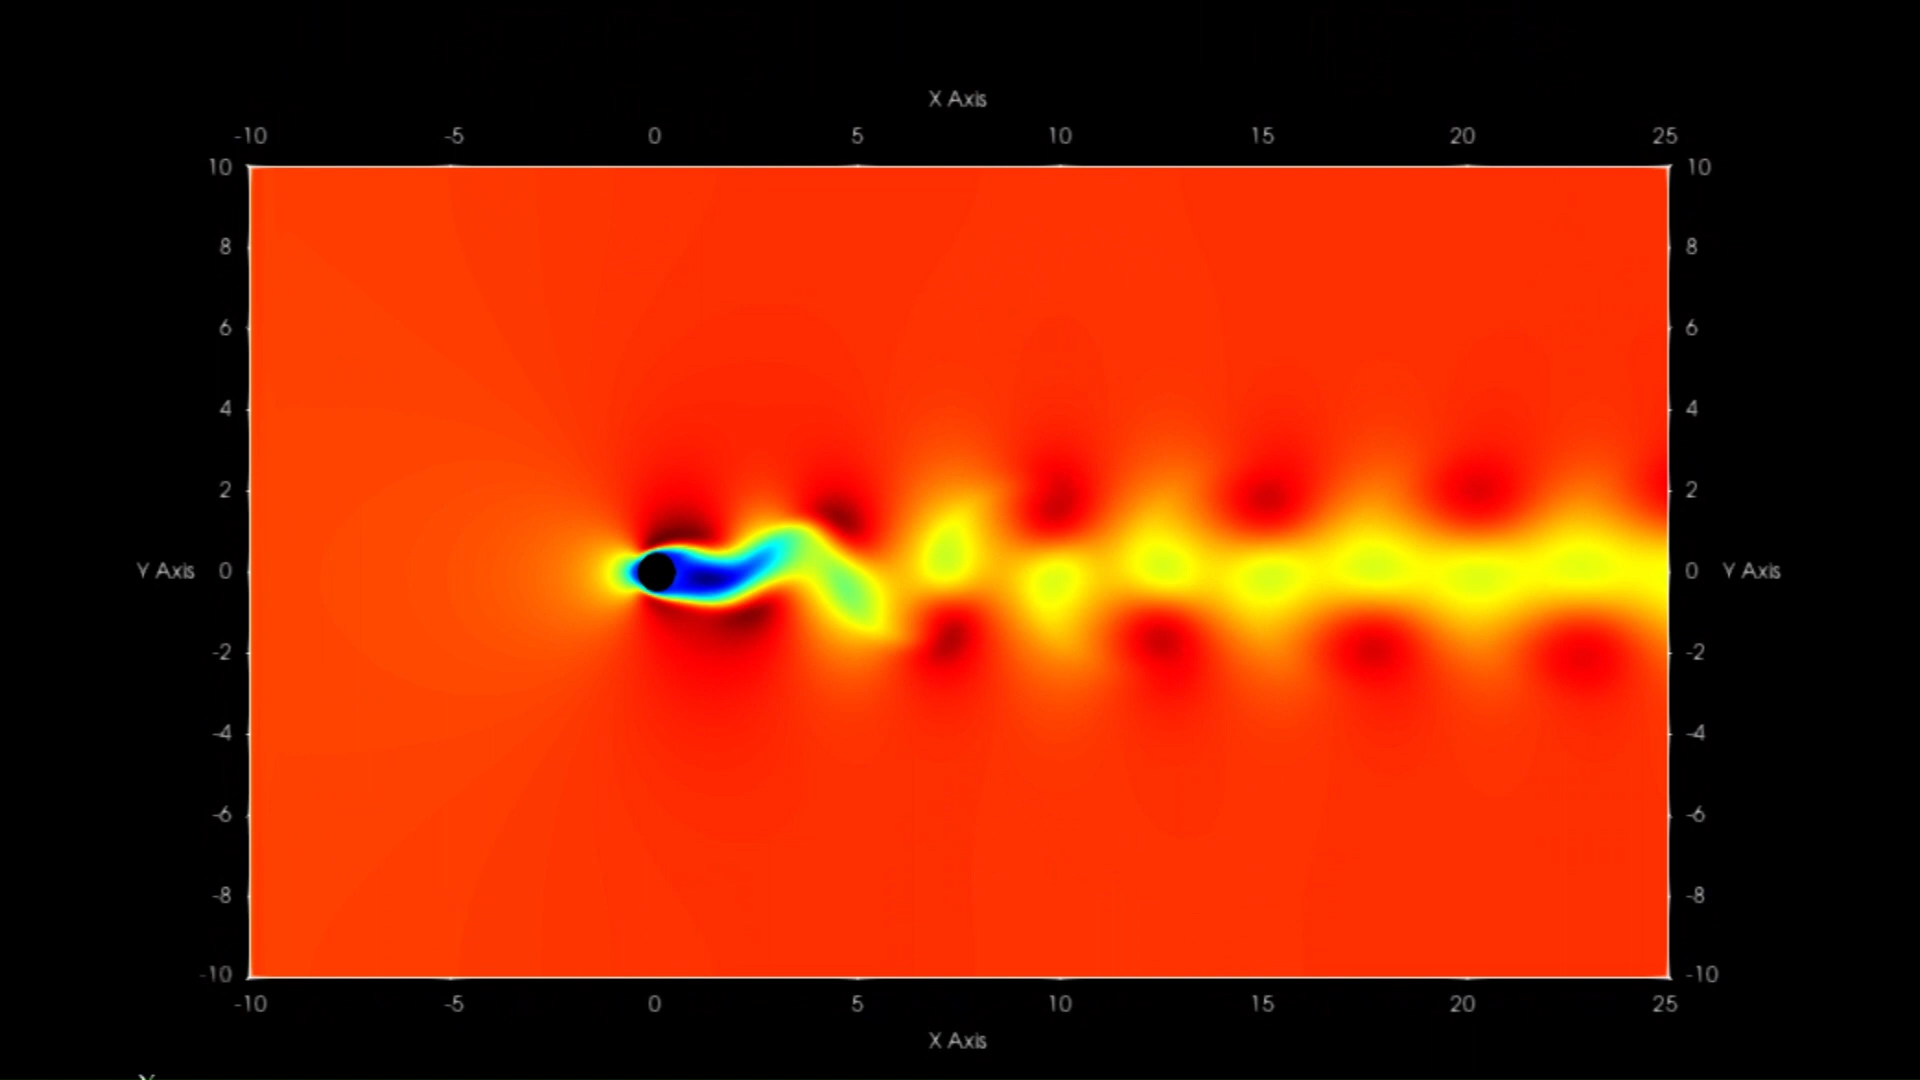 X Axis
-10 -5 0 5 10 15 20 25
10 10
8 8
6 6
4 4
2 2
Y Axis 0 0 Y Axis
-2 -2
-4 -4
-6 -6
-8 -8
-10 -10
-10 -5 0 5 10 15 20 25
X Axis